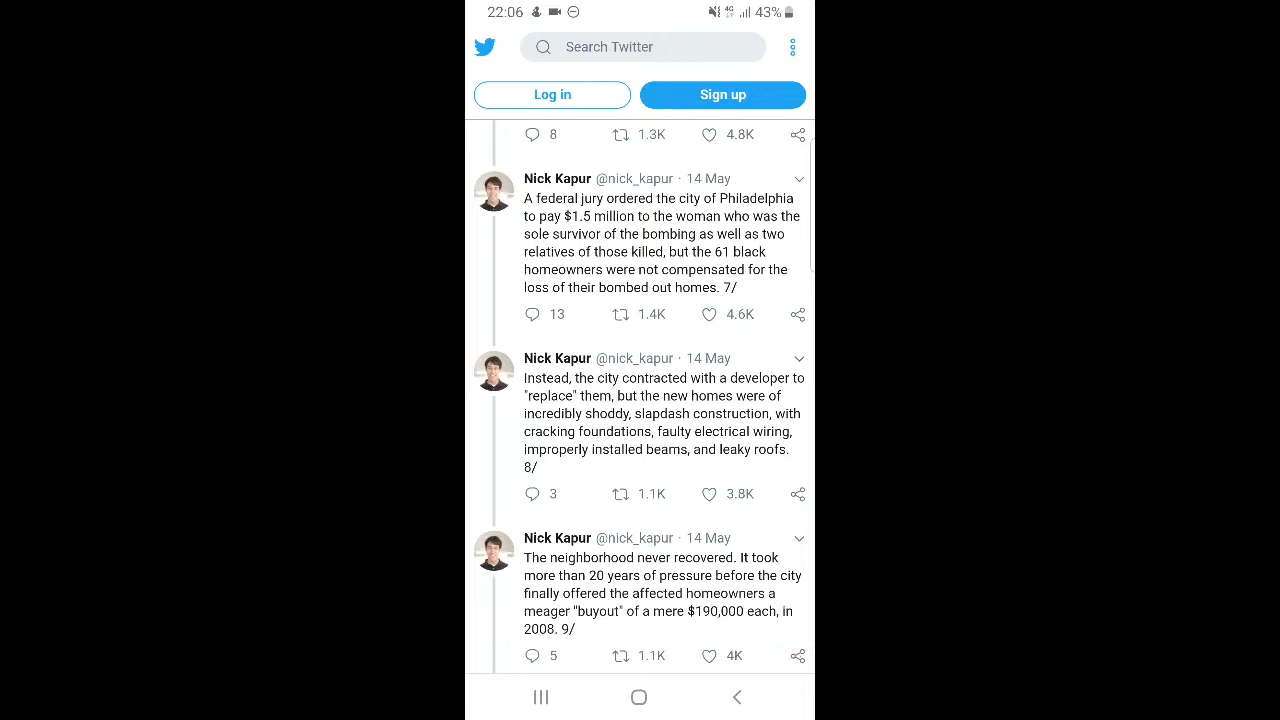 22:06 4G 43%
Search Twitter
Log in Sign up
8 1.3K 4.8K
Nick Kapur @nick_kapur · 14 May
A federal jury ordered the city of Philadelphia
to pay $1.5 million to the woman who was the
sole survivor of the bombing as well as two
relatives of those killed, but the 61 black
homeowners were not compensated for the
loss of their bombed out homes. 7/
13 1.4K 4.6K
Nick Kapur @nick_kapur · 14 May
Instead, the city contracted with a developer to
"replace" them, but the new homes were of
incredibly shoddy, slapdash construction, with
cracking foundations, faulty electrical wiring,
improperly installed beams, and leaky roofs.
8/
3 1.1K 3.8K
Nick Kapur @nick_kapur · 14 May
The neighborhood never recovered. It took
more than 20 years of pressure before the city
finally offered the affected homeowners a
meager "buyout" of a mere $190,000 each, in
2008. 9/
5 1.1K 4K